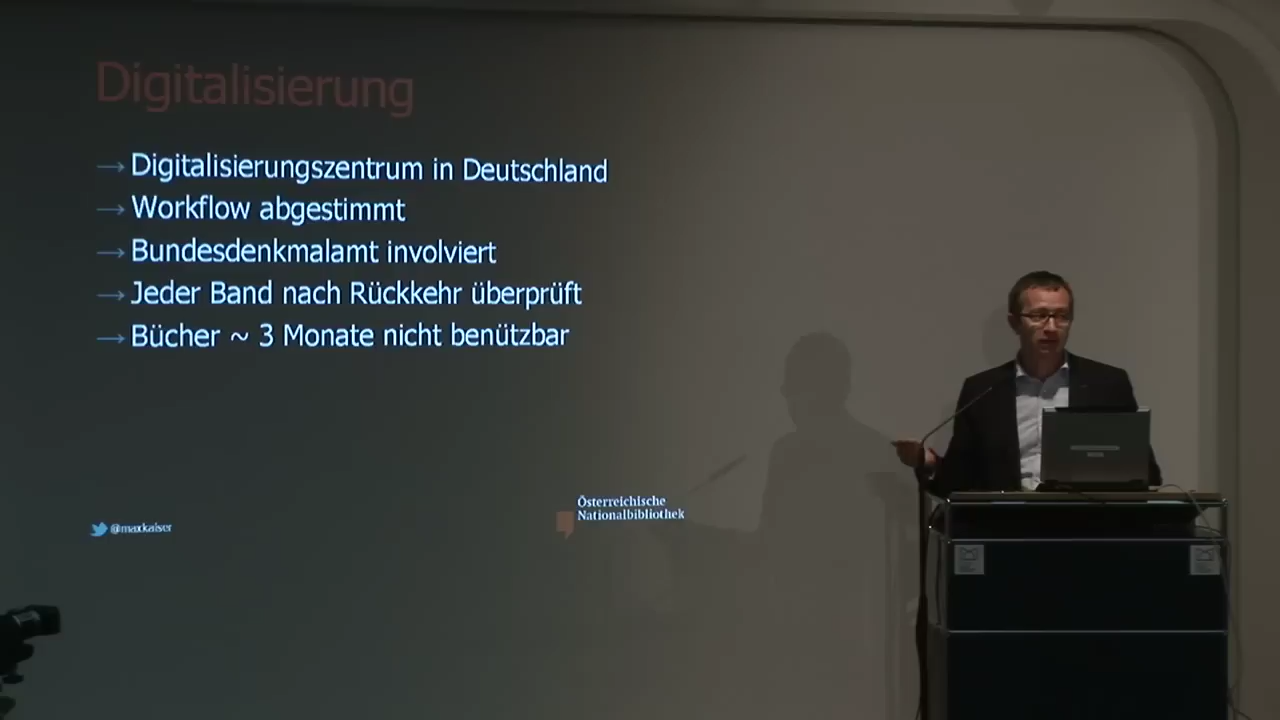 Digitalisierung
→ Digitalisierungszentrum in Deutschland
→ Workflow abgestimmt
→ Bundesdenkmalamt involviert
→ Jeder Band nach Rückkehr überprüft
→ Bücher ~ 3 Monate nicht benützbar
@maxkaiser
Österreichische
Nationalbibliothek